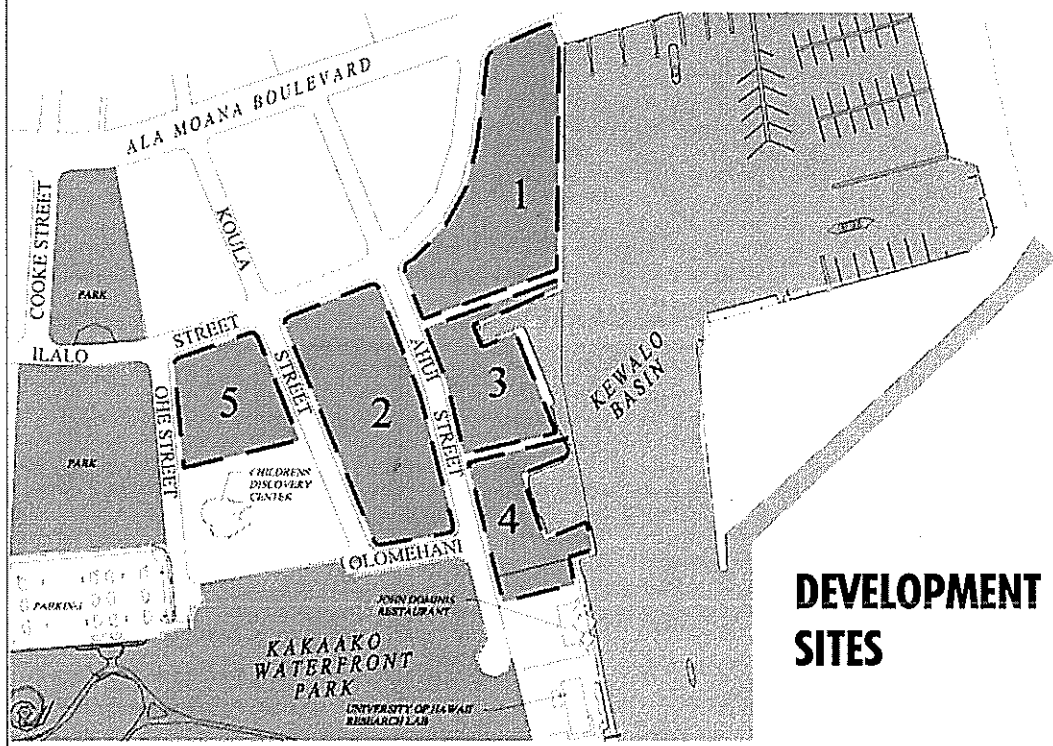 ALA MOANA BOULEVARD
COOKE STREET
KOULA
STREET
PARK
1
ILALO
STREET
AHUI
STREET
3
KEWALO
BASIN
OHE STREET
5
2
PARK
CHILDRENS
DISCOVERY
CENTER
4
OLOMEHANI
PARKING
JOHN DOMINIS
RESTAURANT
DEVELOPMENT
SITES
KAKAAKO
WATERFRONT
PARK
UNIVERSITY OF HAWAII
RESEARCH LAB